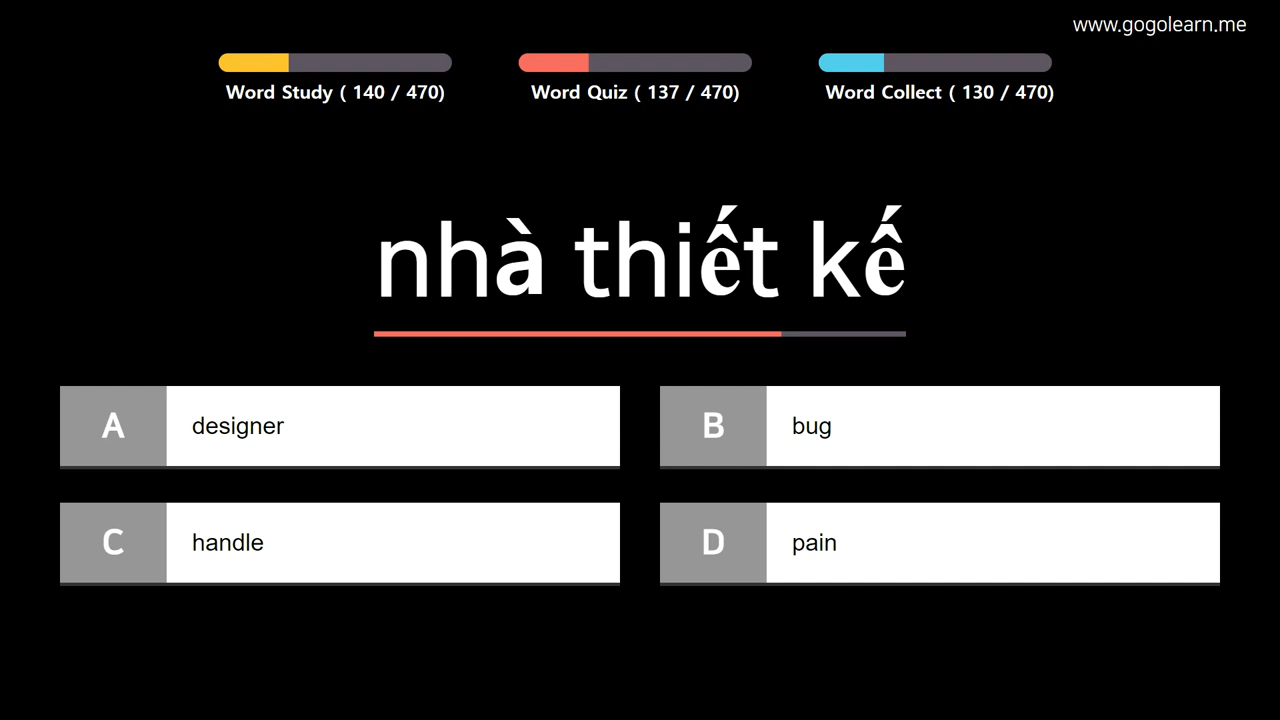 www.gogolearn.me
Word Study ( 140 / 470)
Word Quiz ( 137 / 470)
Word Collect ( 130 / 470)
nhà thiết kế
A designer
B bug
C handle
D pain